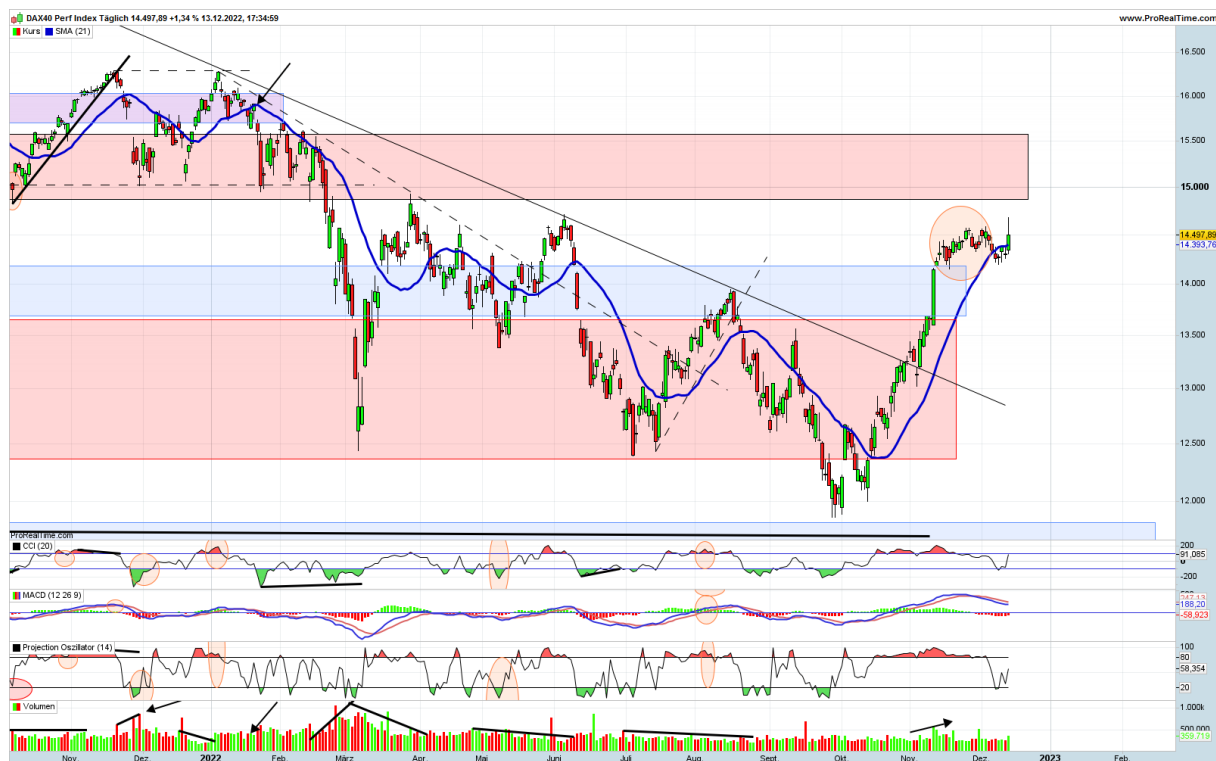 DAX40 Perf Index Täglich 14.497,89 +1,34 % 13.12.2022, 17:34:59
www.ProRealTime.com
Kurs SMA (21)
16.500
16.000
15.500
15.000
14.497,89
14.393,76
14.000
13.500
13.000
12.500
12.000
ProRealTime.com
CCI (20)
200
91,085
0
-200
MACD (12 26 9)
247,13
188,20
-58,923
Projection Oszillator (14)
100
80
58,354
20
Volumen
1.000k
500.000
359.719
Nov. Dez. 2022 Feb. März Apr. Mai Juni Juli Aug. Sept. Okt. Nov. Dez. 2023 Feb.